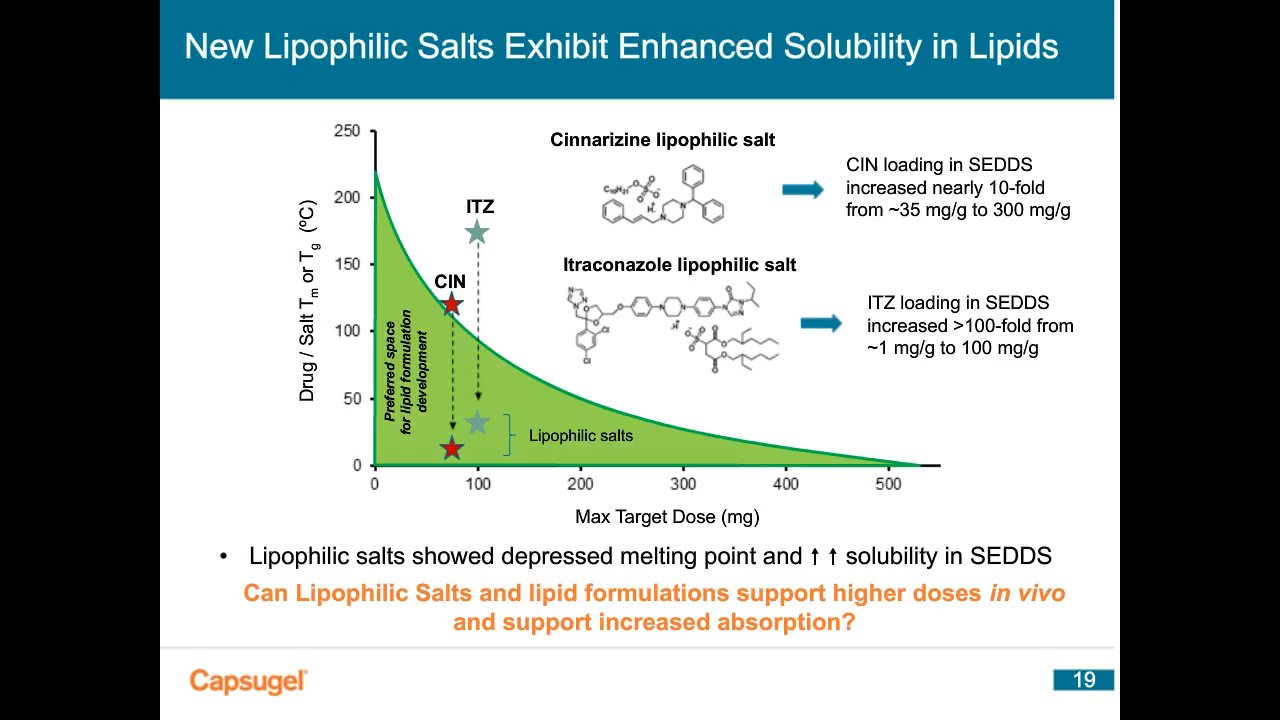 New Lipophilic Salts Exhibit Enhanced Solubility in Lipids
250
200
150
100
50
0
Drug / Salt Tm or Tg (ºC)
0
100
200
300
400
500
Max Target Dose (mg)
ITZ
CIN
Preferred space
for lipid formulation
development
Lipophilic salts
Cinnarizine lipophilic salt
C10H21
O
O
S
O
O-
H+
N
N
CIN loading in SEDDS
increased nearly 10-fold
from ~35 mg/g to 300 mg/g
Itraconazole lipophilic salt
N
N
N
O
O
O
N
N
N
N
N
O
H+
Cl
Cl
O
S
O
-O
O
O
O
O
ITZ loading in SEDDS
increased >100-fold from
~1 mg/g to 100 mg/g
• Lipophilic salts showed depressed melting point and ↑ ↑ solubility in SEDDS
Can Lipophilic Salts and lipid formulations support higher doses in vivo
and support increased absorption?
Capsugel
19